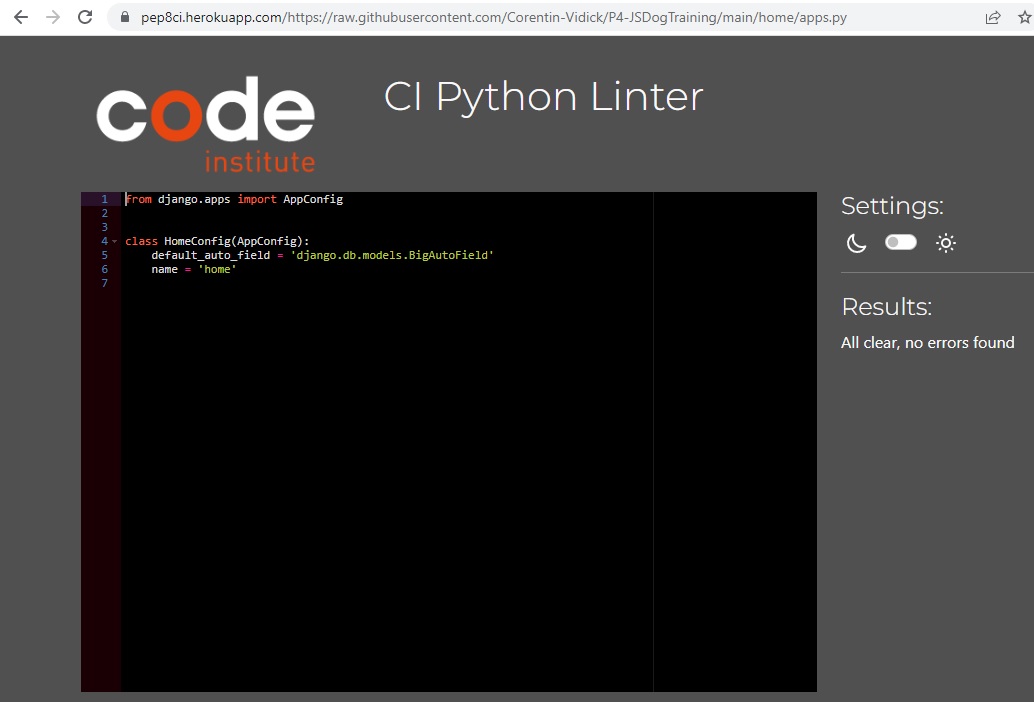 pep8ci.herokuapp.com/https://raw.githubusercontent.com/Corentin-Vidick/P4-JSDogTraining/main/home/apps.py
code
institute
CI Python Linter
1 from django.apps import AppConfig
2
3
4 class HomeConfig(AppConfig):
5     default_auto_field = 'django.db.models.BigAutoField'
6     name = 'home'
7
Settings:
Results:
All clear, no errors found